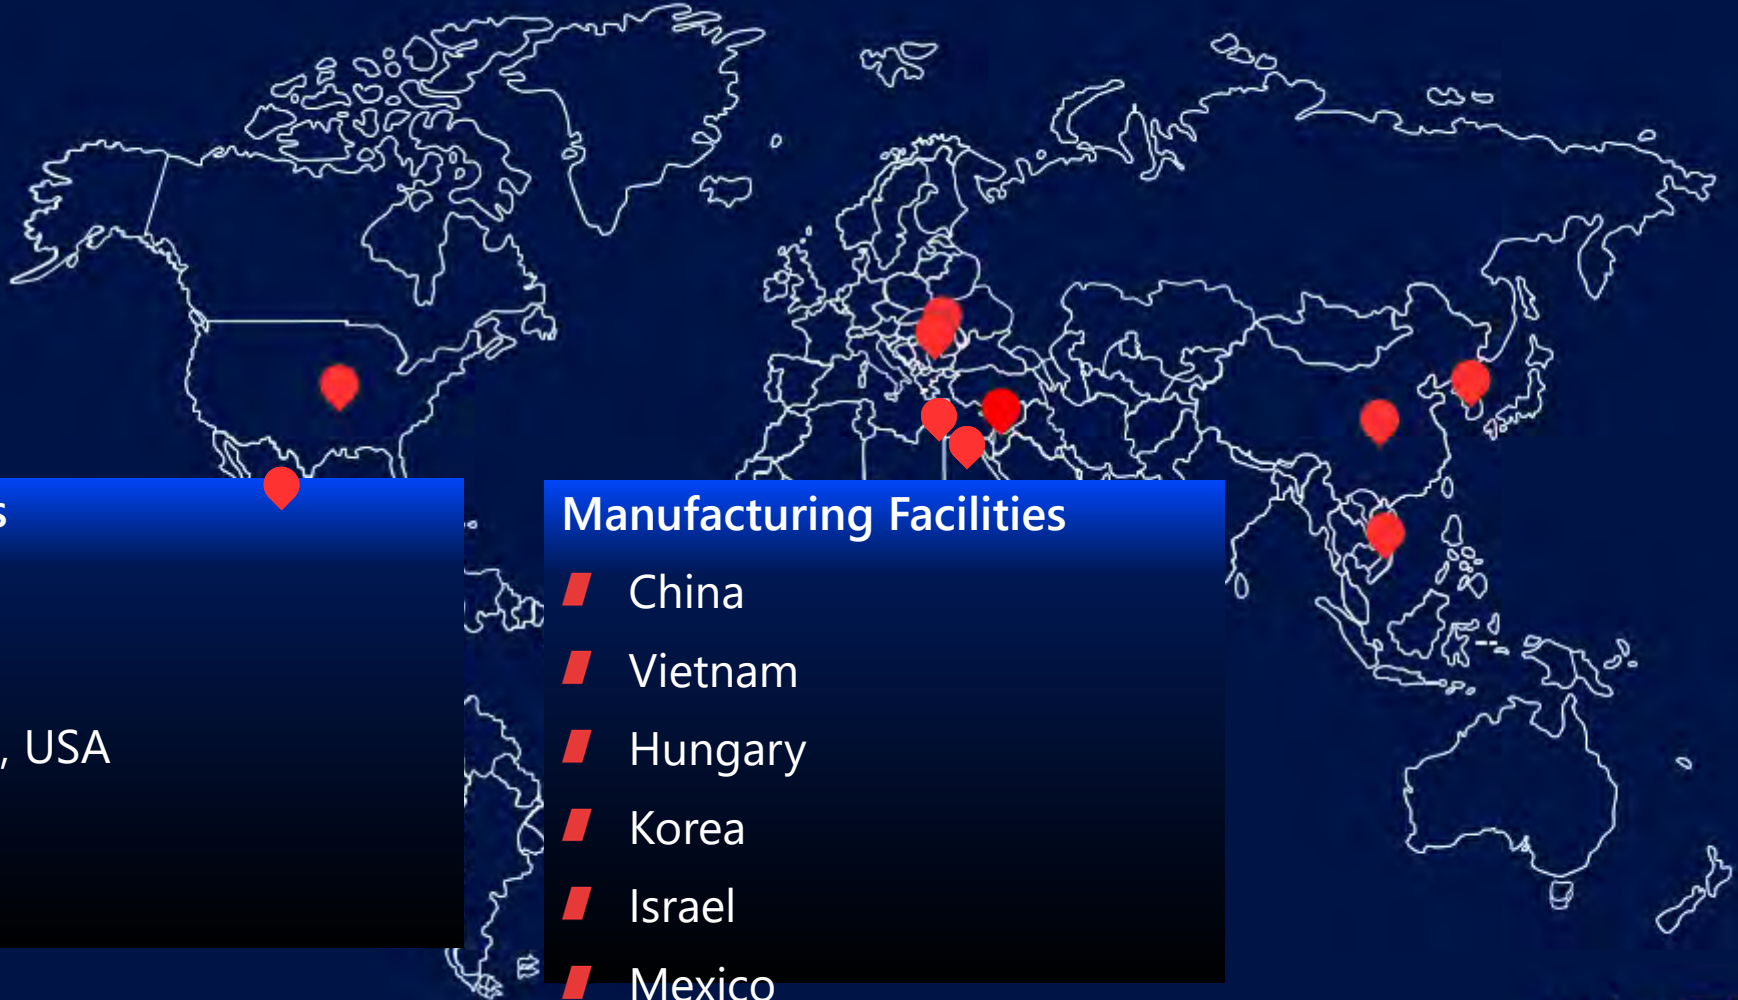 s
, USA
Manufacturing Facilities
China
Vietnam
Hungary
Korea
Israel
Mexico